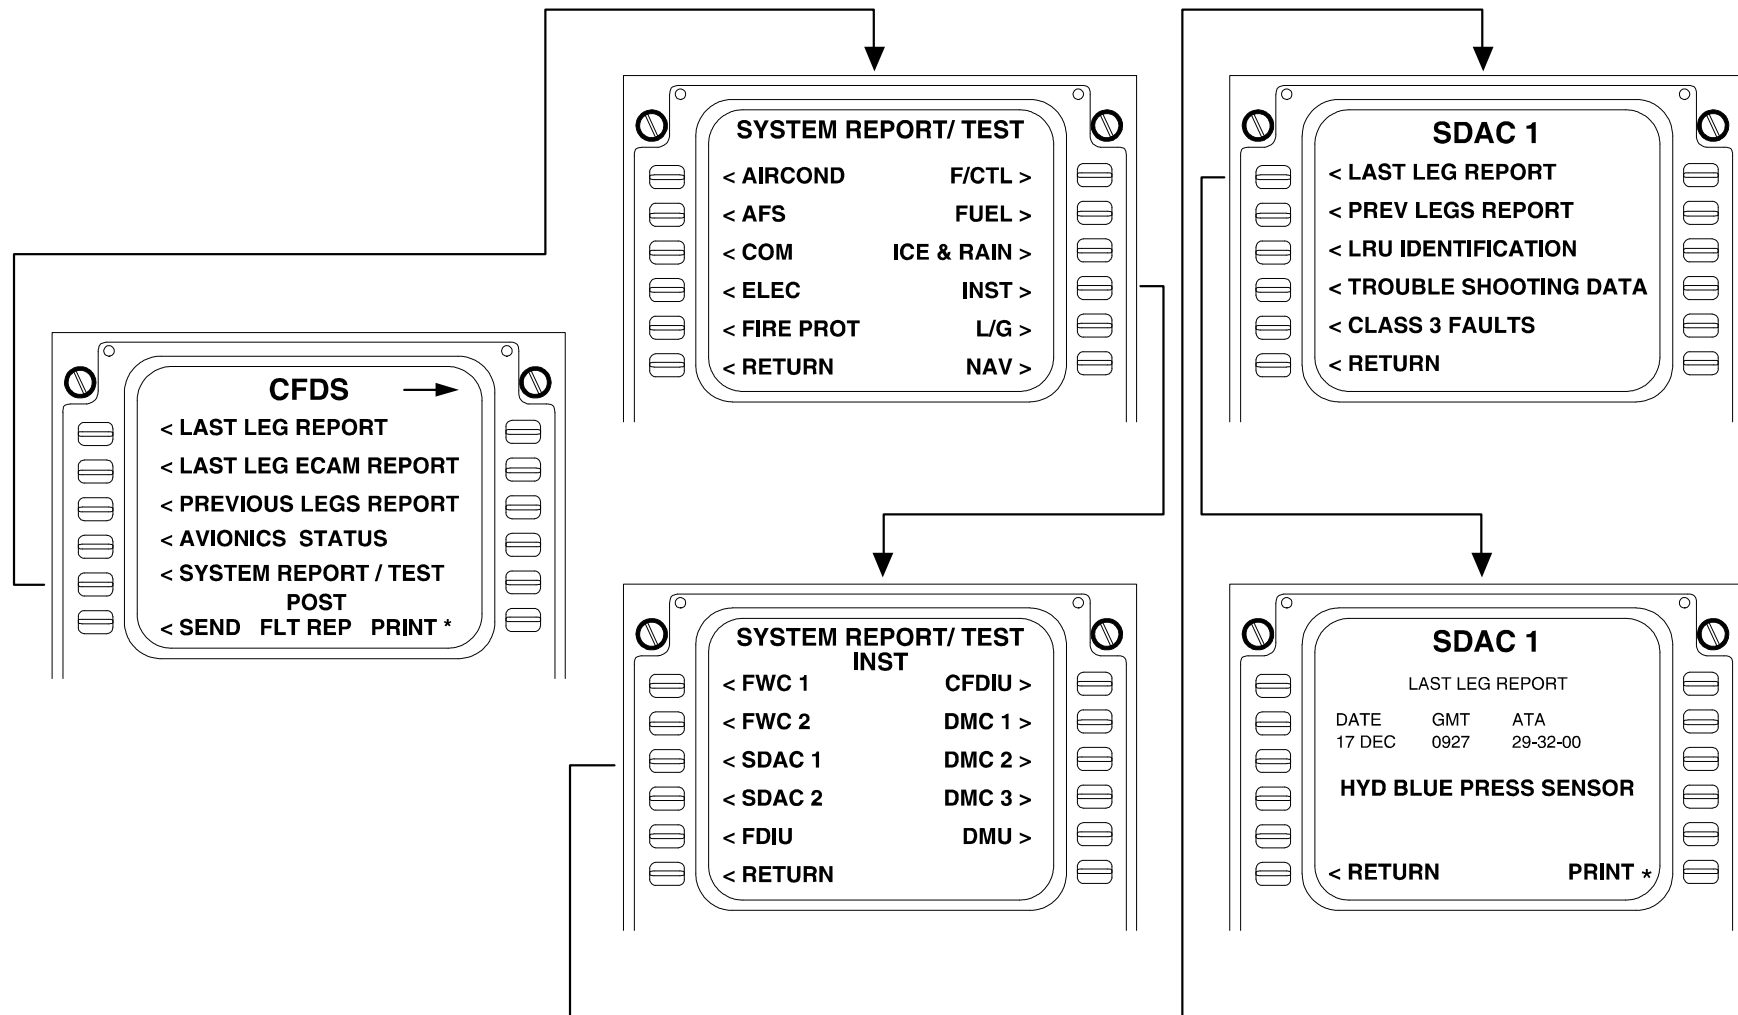 CFDS
< LAST LEG REPORT
< LAST LEG ECAM REPORT
< PREVIOUS LEGS REPORT
< AVIONICS STATUS
< SYSTEM REPORT / TEST
POST
< SEND FLT REP PRINT *
SYSTEM REPORT/ TEST
< AIRCOND F/CTL >
< AFS FUEL >
< COM ICE & RAIN >
< ELEC INST >
< FIRE PROT L/G >
< RETURN NAV >
SYSTEM REPORT/ TEST
INST
< FWC 1 CFDIU >
< FWC 2 DMC 1 >
< SDAC 1 DMC 2 >
< SDAC 2 DMC 3 >
< FDIU DMU >
< RETURN
SDAC 1
< LAST LEG REPORT
< PREV LEGS REPORT
< LRU IDENTIFICATION
< TROUBLE SHOOTING DATA
< CLASS 3 FAULTS
< RETURN
SDAC 1
LAST LEG REPORT
DATE GMT ATA
17 DEC 0927 29-32-00
HYD BLUE PRESS SENSOR
< RETURN PRINT *